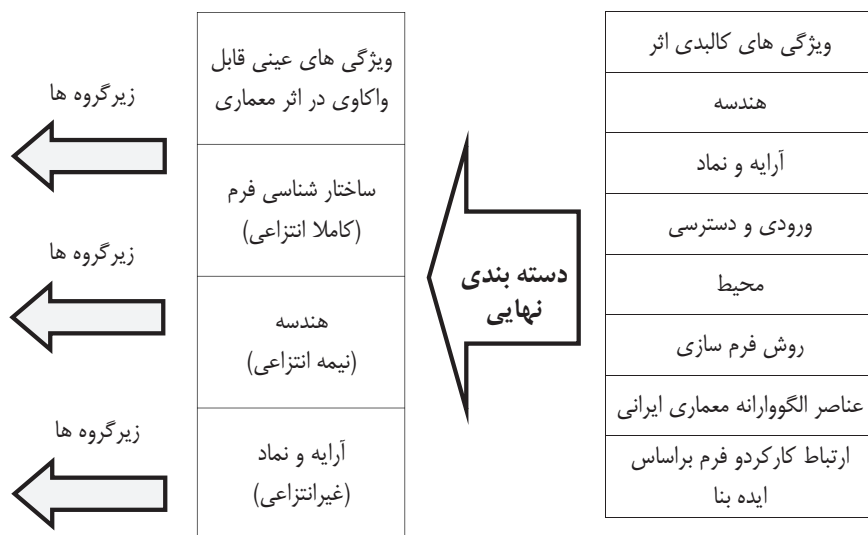 ویژگی های کالبدی اثر
هندسه
آرایه و نماد
ورودی و دسترسی
محیط
روش فرم سازی
عناصر الگووارانه معماری ایرانی
ارتباط کارکردو فرم براساس
ایده بنا
دسته بندی
نهایی
ویژگی های عینی قابل
واکاوی در اثر معماری
ساختار شناسی فرم
(کاملا انتزاعی)
هندسه
(نیمه انتزاعی)
آرایه و نماد
(غیرانتزاعی)
زیرگروه ها
زیرگروه ها
زیرگروه ها